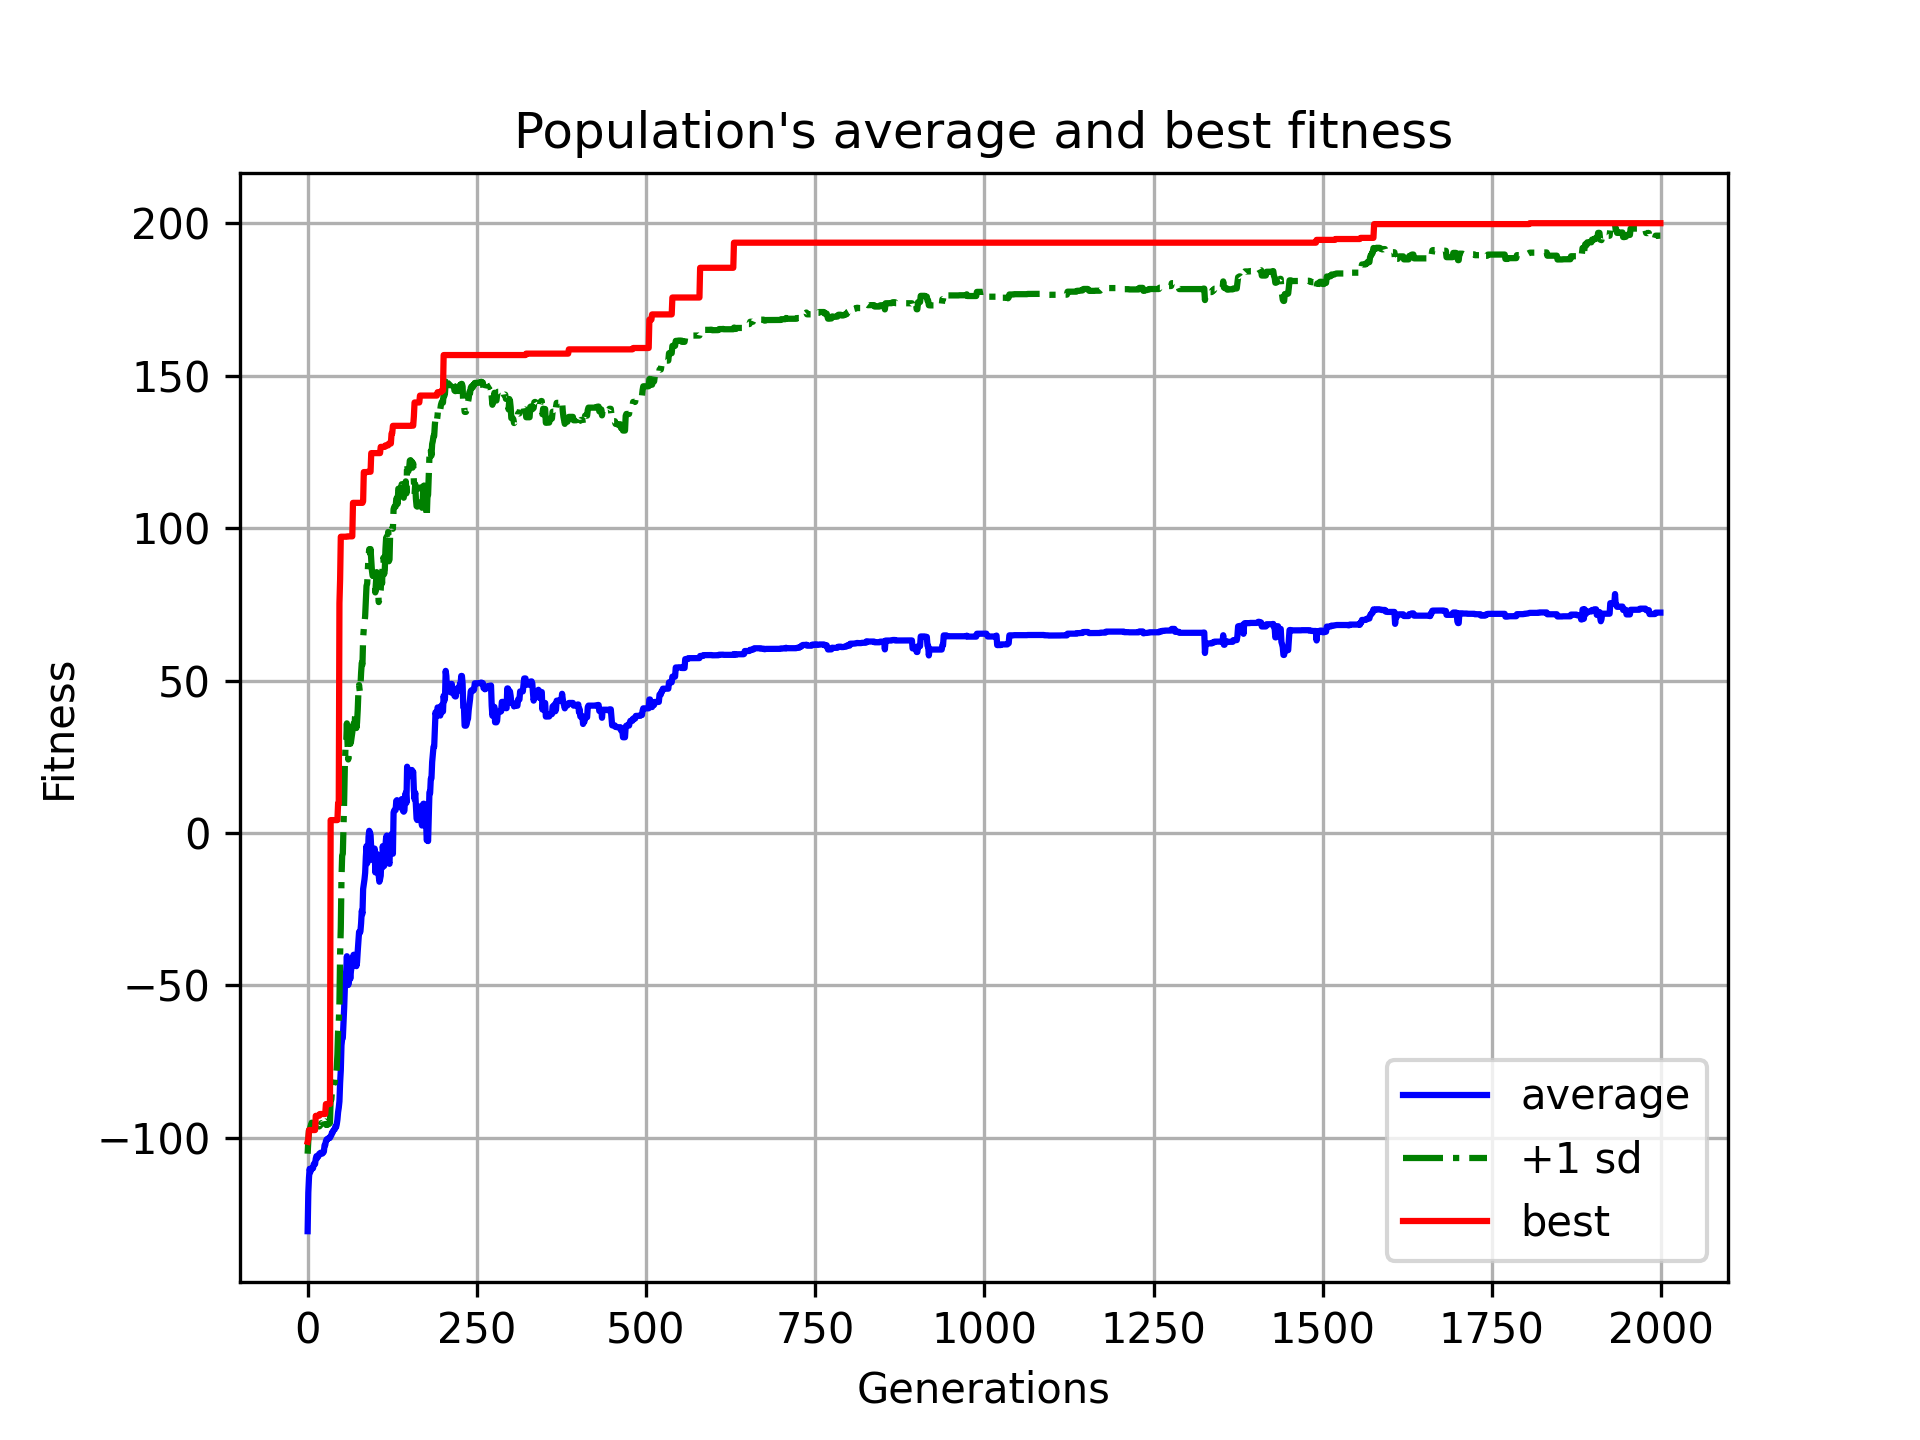 Population's average and best fitness
200
150
100
50
0
−50
−100
Fitness
average
+1 sd
best
0 250 500 750 1000 1250 1500 1750 2000
Generations